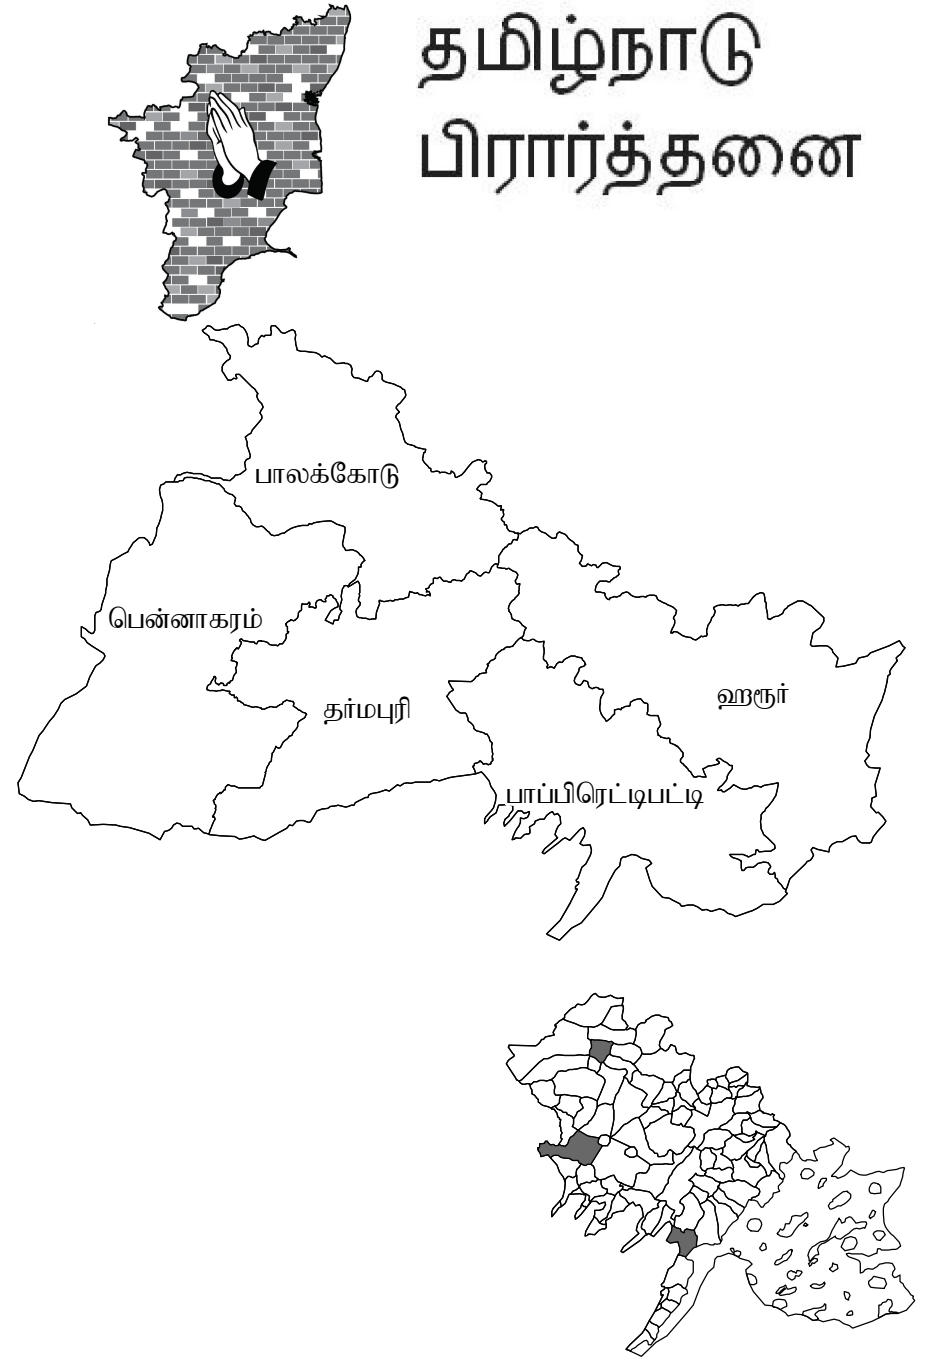 தமிழ்நாடு
பிரார்த்தனை
பாலக்கோடு
பென்னாகரம்
ஹரூர்
தர்மபுரி
பாப்பிரெட்டிபட்டி